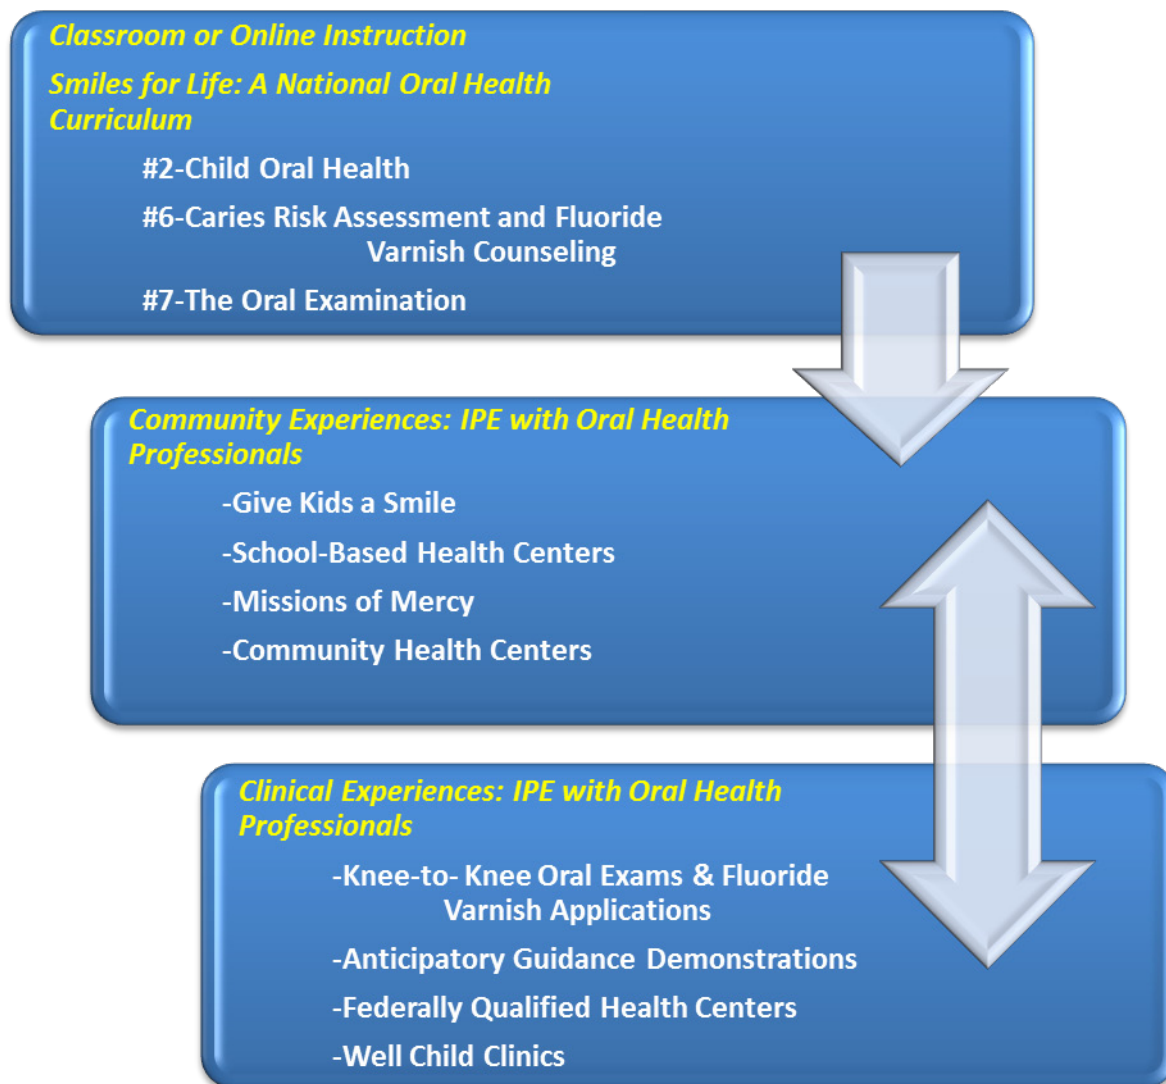 Classroom or Online Instruction
Smiles for Life: A National Oral Health
Curriculum
#2-Child Oral Health
#6-Caries Risk Assessment and Fluoride
Varnish Counseling
#7-The Oral Examination
Community Experiences: IPE with Oral Health
Professionals
-Give Kids a Smile
-School-Based Health Centers
-Missions of Mercy
-Community Health Centers
Clinical Experiences: IPE with Oral Health
Professionals
-Knee-to- Knee Oral Exams & Fluoride
Varnish Applications
-Anticipatory Guidance Demonstrations
-Federally Qualified Health Centers
-Well Child Clinics